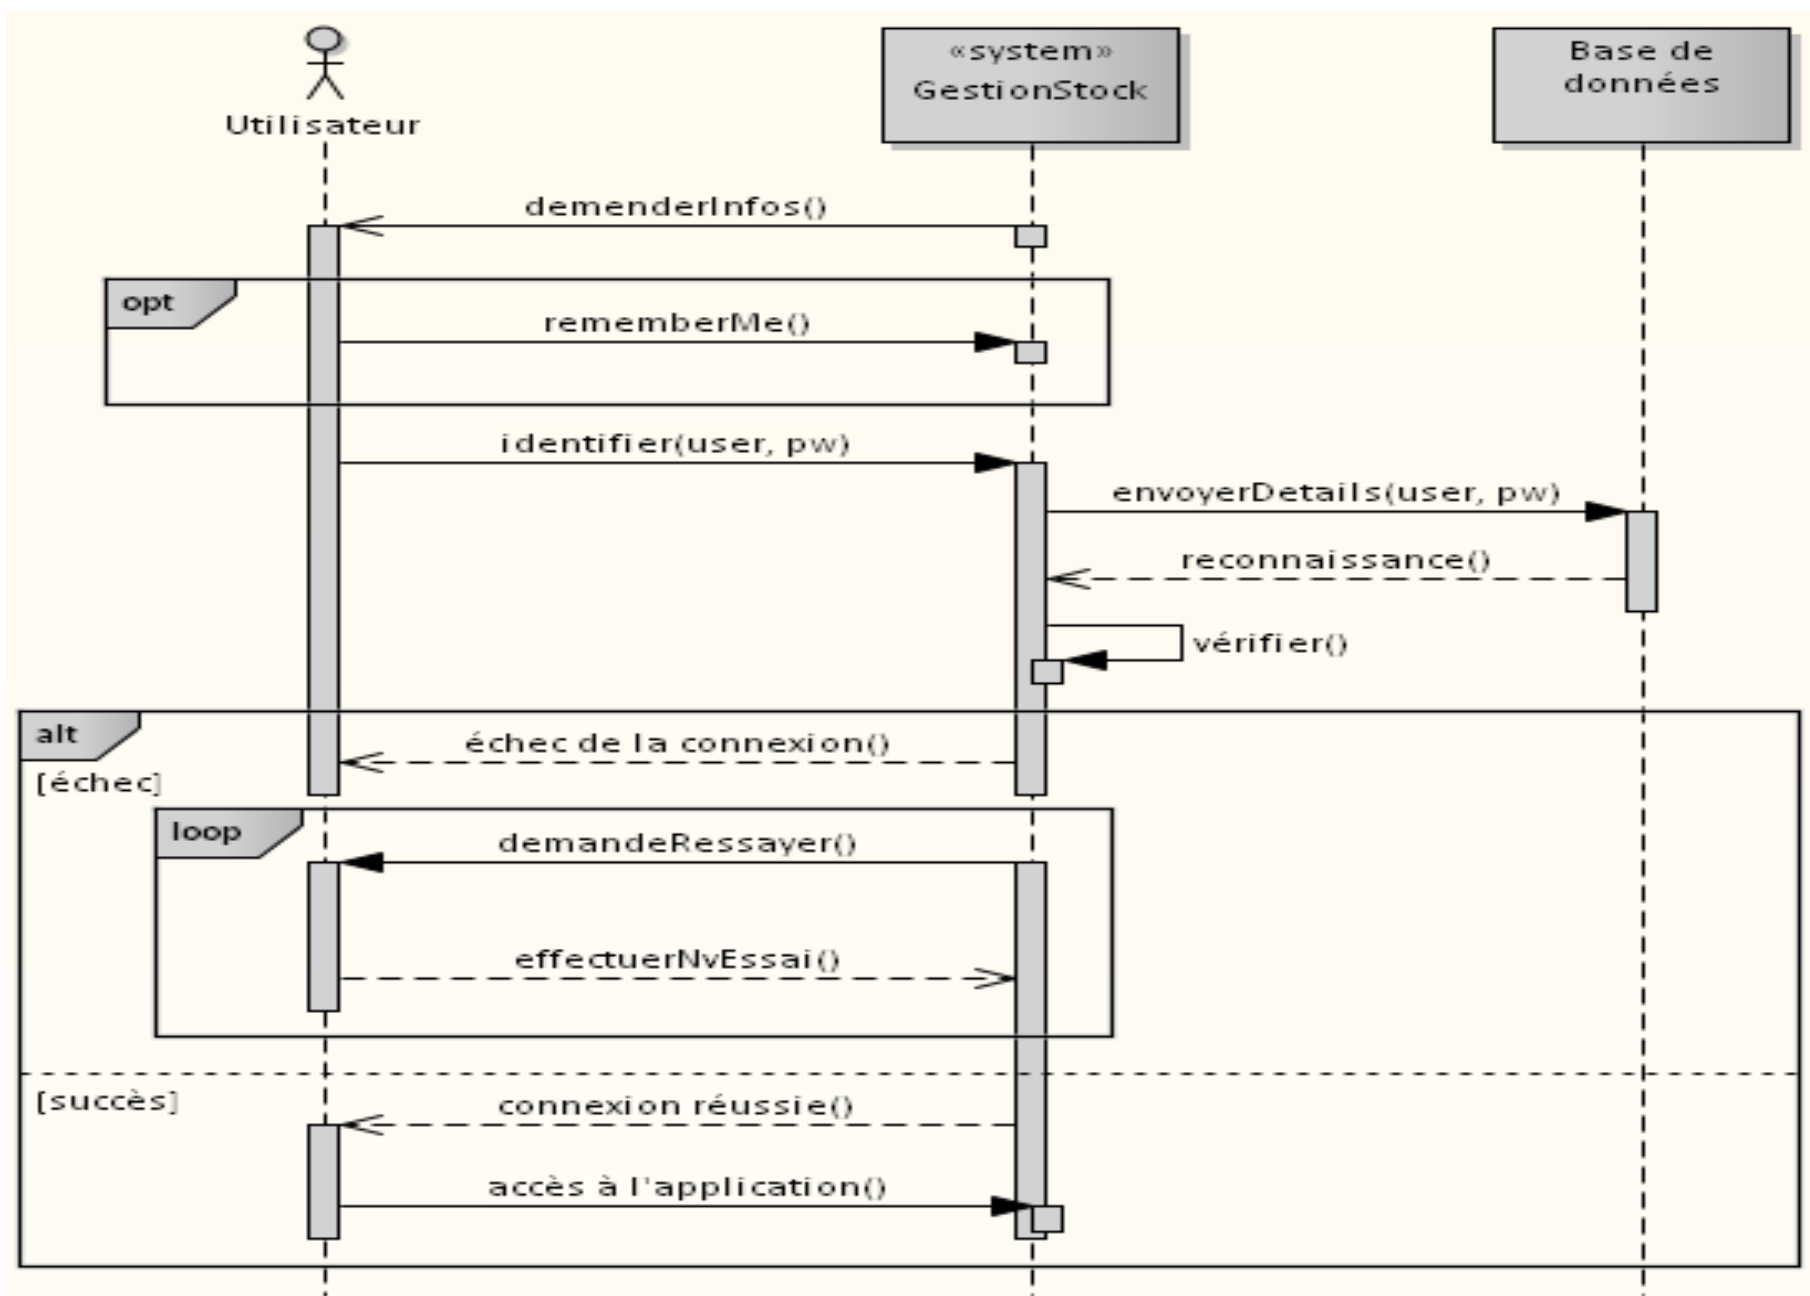 «system»
GestionStock
Base de
données
Utilisateur
demenderInfos()
opt
rememberMe()
identifier(user, pw)
envoyerDetails(user, pw)
reconnaissance()
vérifier()
alt
échec de la connexion()
[échec]
loop
demandeRessayer()
effectuerNvEssai()
[succès]
connexion réussie()
accès à l'application()